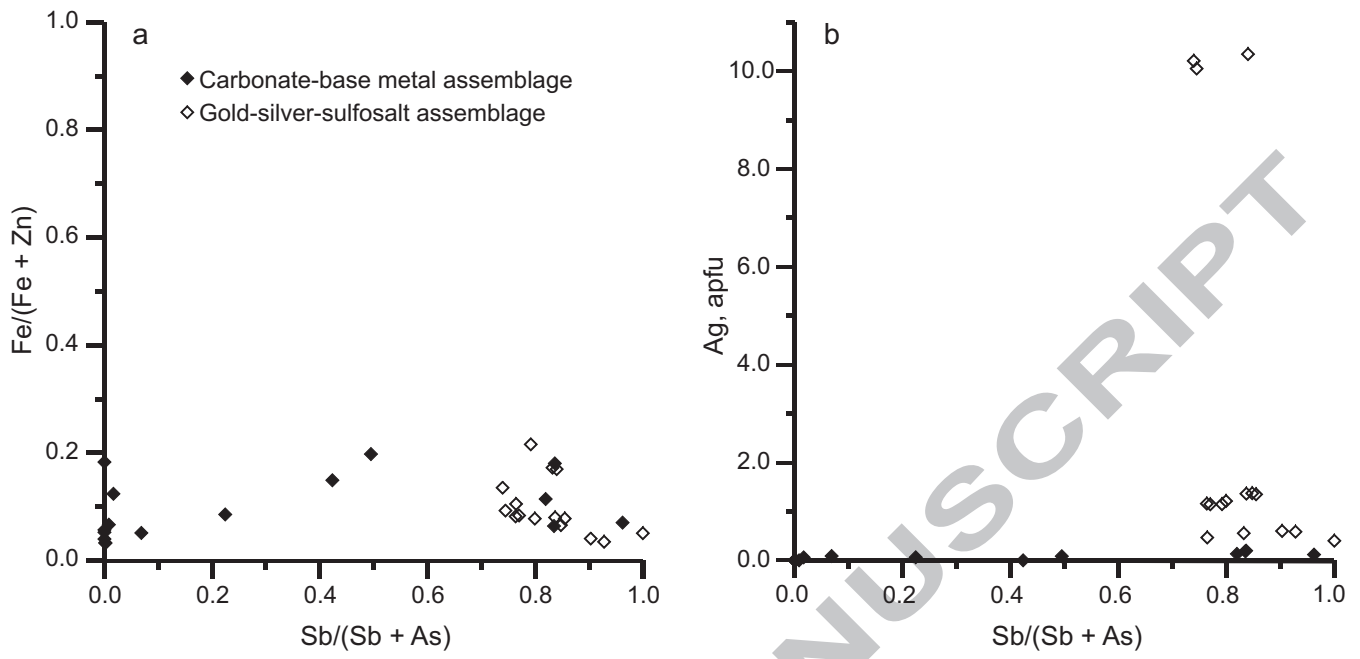 a
Carbonate-base metal assemblage
Gold-silver-sulfosalt assemblage
1.0
0.8
0.6
0.4
0.2
0.0
Fe/(Fe + Zn)
0.0 0.2 0.4 0.6 0.8 1.0
Sb/(Sb + As)
b
10.0
8.0
6.0
4.0
2.0
0.0
Ag, apfu
0.0 0.2 0.4 0.6 0.8 1.0
Sb/(Sb + As)
NUSCRIPT